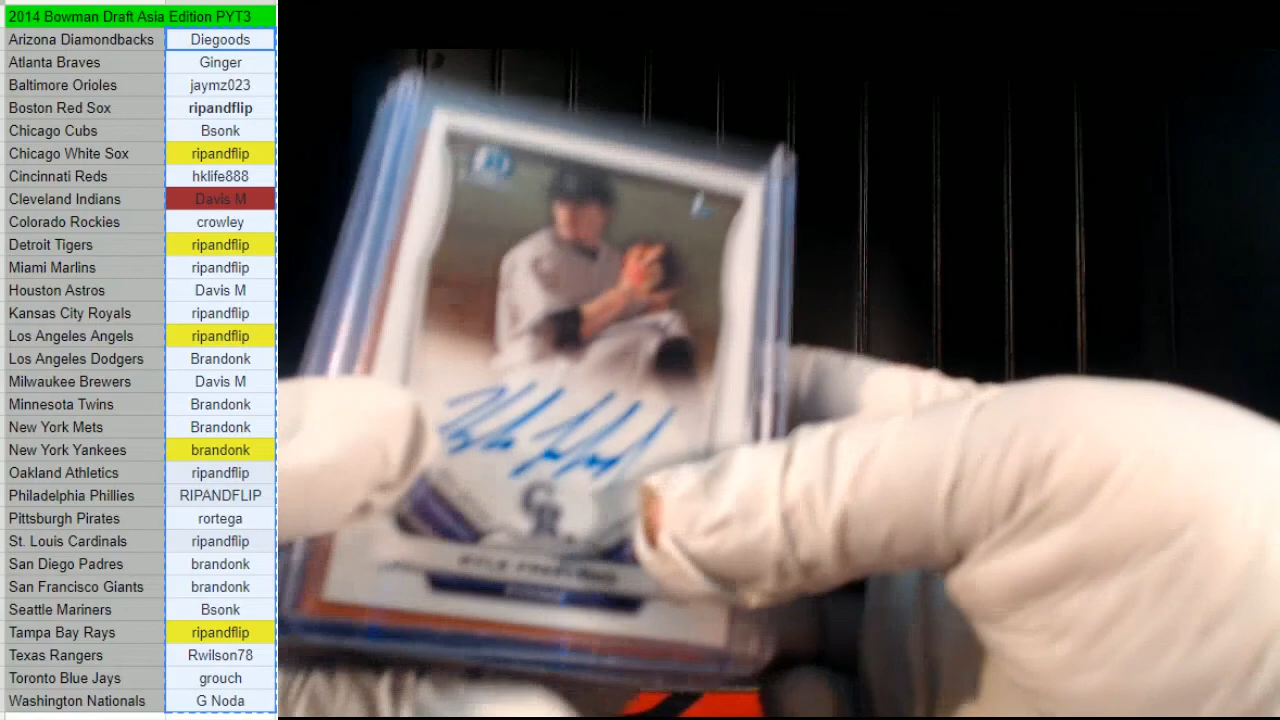 2014 Bowman Draft Asia Edition PYT3
Arizona Diamondbacks Diegoods
Atlanta Braves Ginger
Baltimore Orioles jaymz023
Boston Red Sox ripandflip
Chicago Cubs Bsonk
Chicago White Sox ripandflip
Cincinnati Reds hklife888
Cleveland Indians Davis M
Colorado Rockies crowley
Detroit Tigers ripandflip
Miami Marlins ripandflip
Houston Astros Davis M
Kansas City Royals ripandflip
Los Angeles Angels ripandflip
Los Angeles Dodgers Brandonk
Milwaukee Brewers Davis M
Minnesota Twins Brandonk
New York Mets Brandonk
New York Yankees brandonk
Oakland Athletics ripandflip
Philadelphia Phillies RIPANDFLIP
Pittsburgh Pirates rortega
St. Louis Cardinals ripandflip
San Diego Padres brandonk
San Francisco Giants brandonk
Seattle Mariners Bsonk
Tampa Bay Rays ripandflip
Texas Rangers Rwilson78
Toronto Blue Jays grouch
Washington Nationals G Noda
CR
KYLE